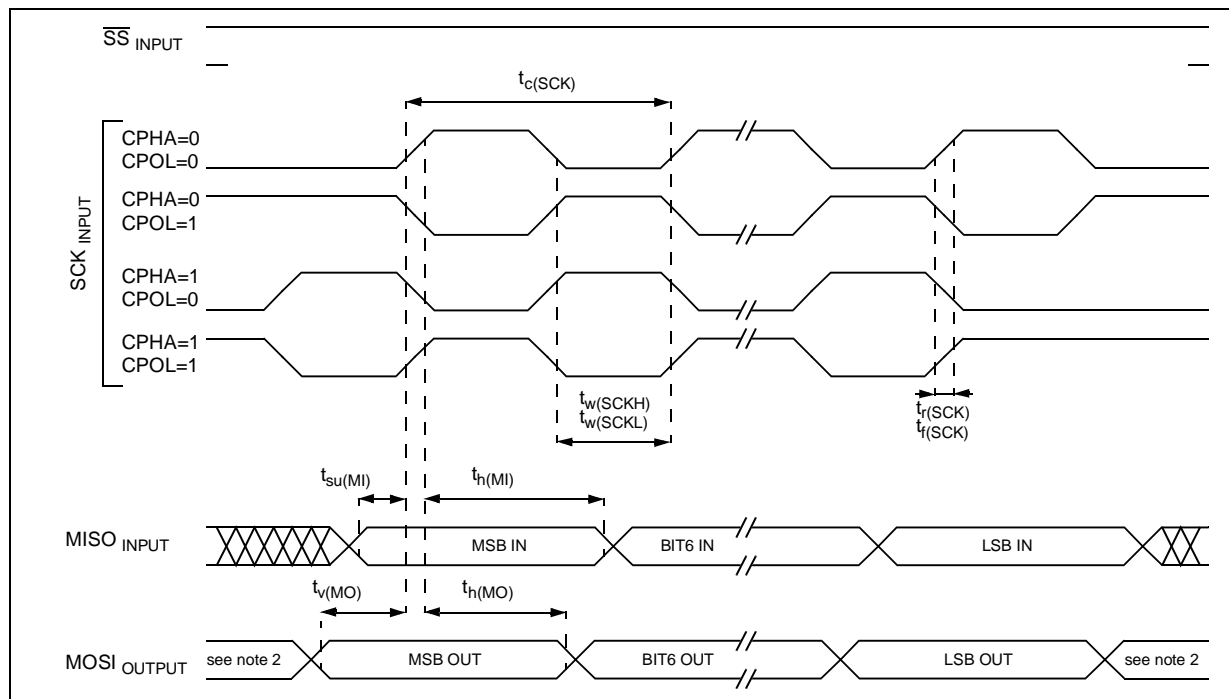 SS INPUT
tc(SCK)
SCK INPUT
CPHA=0
CPOL=0
CPHA=0
CPOL=1
CPHA=1
CPOL=0
CPHA=1
CPOL=1
tw(SCKH)
tw(SCKL)
tr(SCK)
tf(SCK)
tsu(MI)
th(MI)
MISO INPUT
MSB IN
BIT6 IN
LSB IN
tv(MO)
th(MO)
MOSI OUTPUT
see note 2
MSB OUT
BIT6 OUT
LSB OUT
see note 2